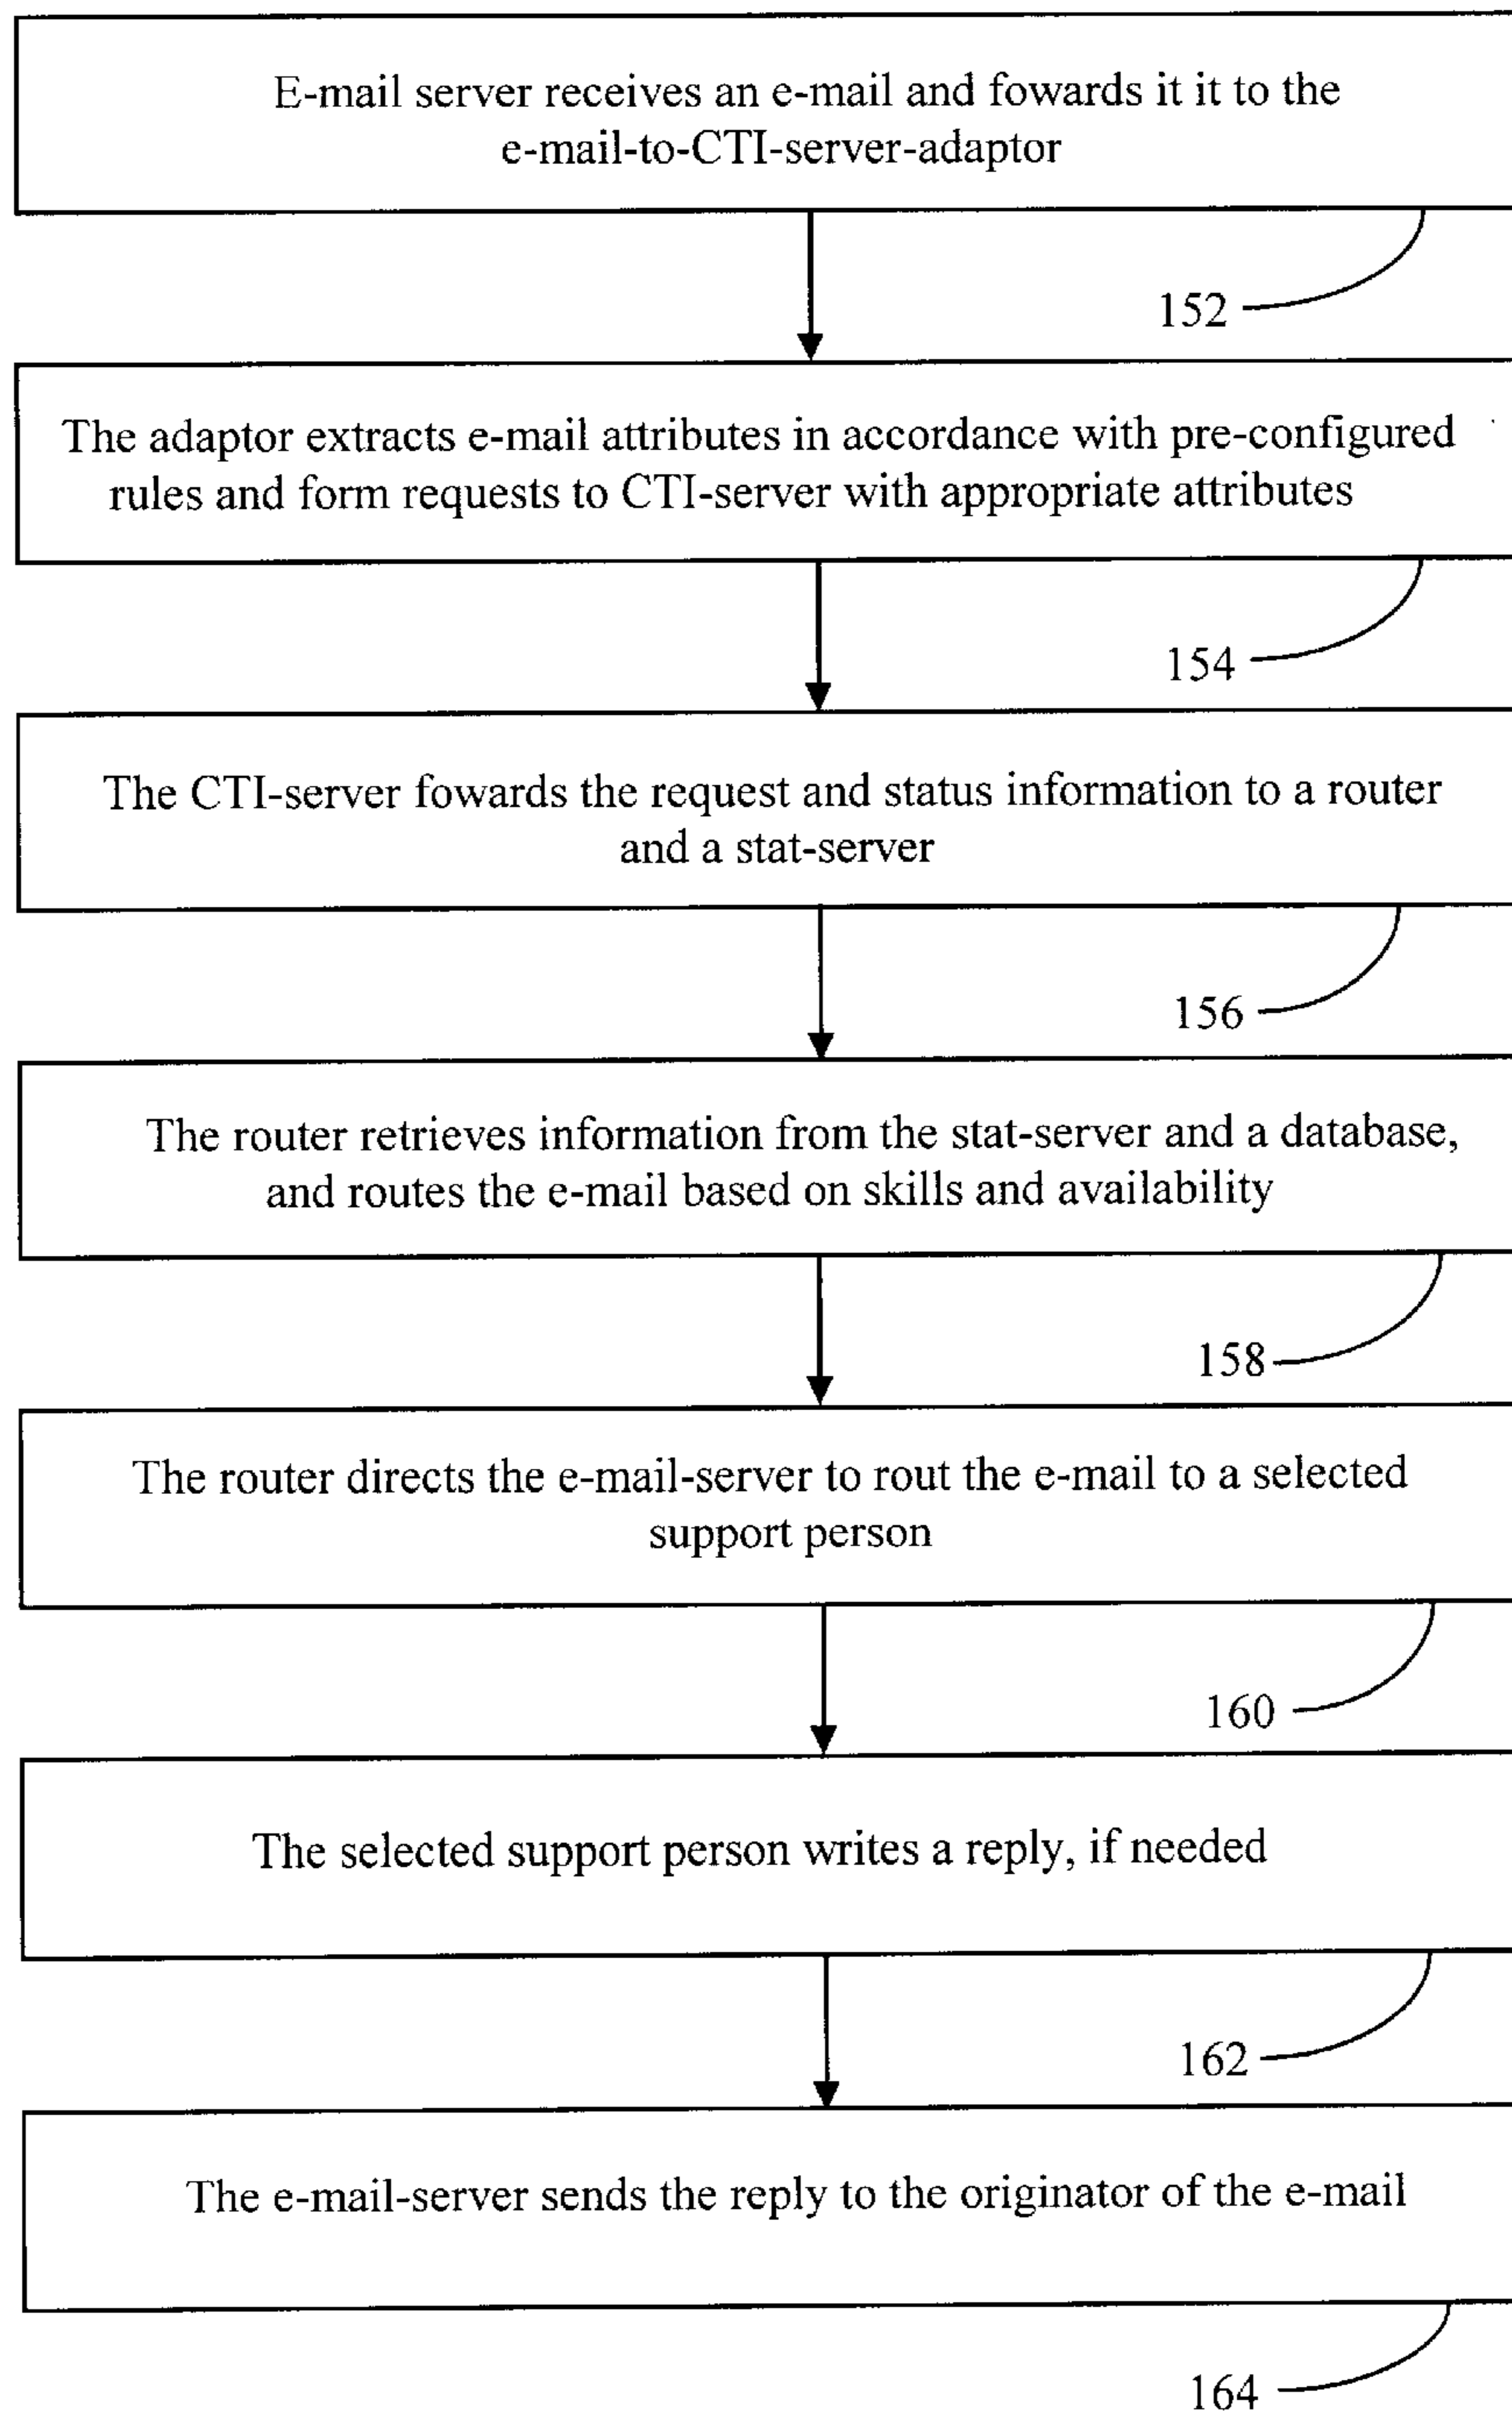 E-mail server receives an e-mail and fowards it it to the
e-mail-to-CTI-server-adaptor
152
The adaptor extracts e-mail attributes in accordance with pre-configured
rules and form requests to CTI-server with appropriate attributes
154
The CTI-server fowards the request and status information to a router
and a stat-server
156
The router retrieves information from the stat-server and a database,
and routes the e-mail based on skills and availability
158
The router directs the e-mail-server to rout the e-mail to a selected
support person
160
The selected support person writes a reply, if needed
162
The e-mail-server sends the reply to the originator of the e-mail
164